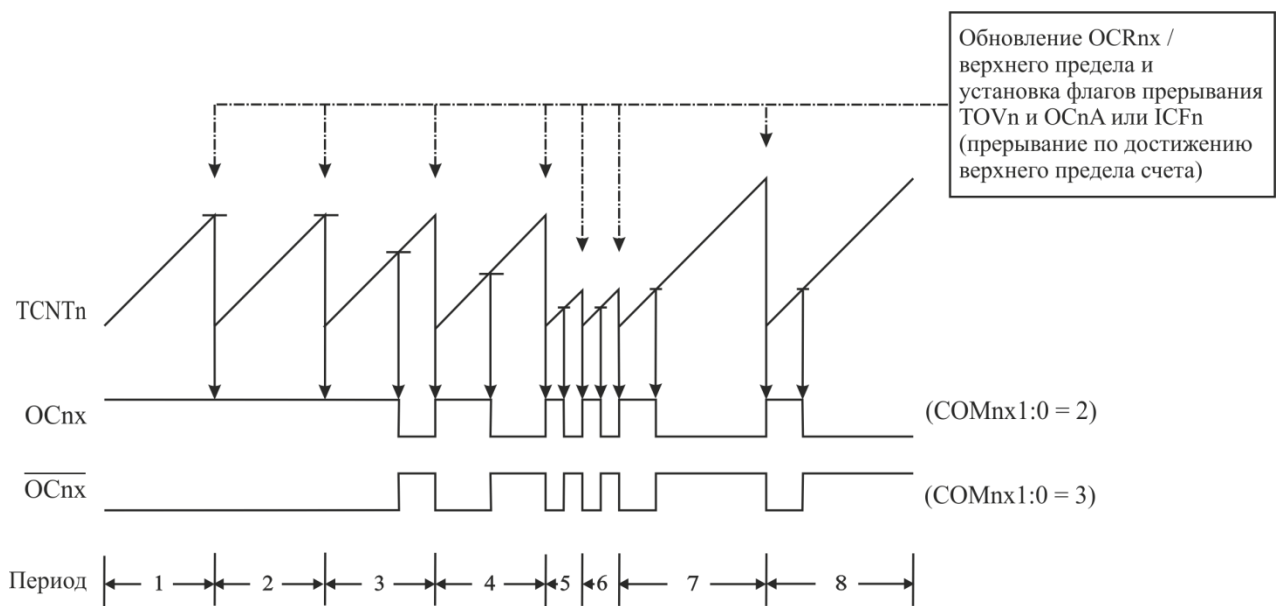 Обновление OCRnx /
верхнего предела и
установка флагов прерывания
TOVn и OCnA или ICFn
(прерывание по достижению
верхнего предела счета)
TCNTn
OCnx
(COMnx1:0 = 2)
OCnx
(COMnx1:0 = 3)
Период
1
2
3
4
5
6
7
8